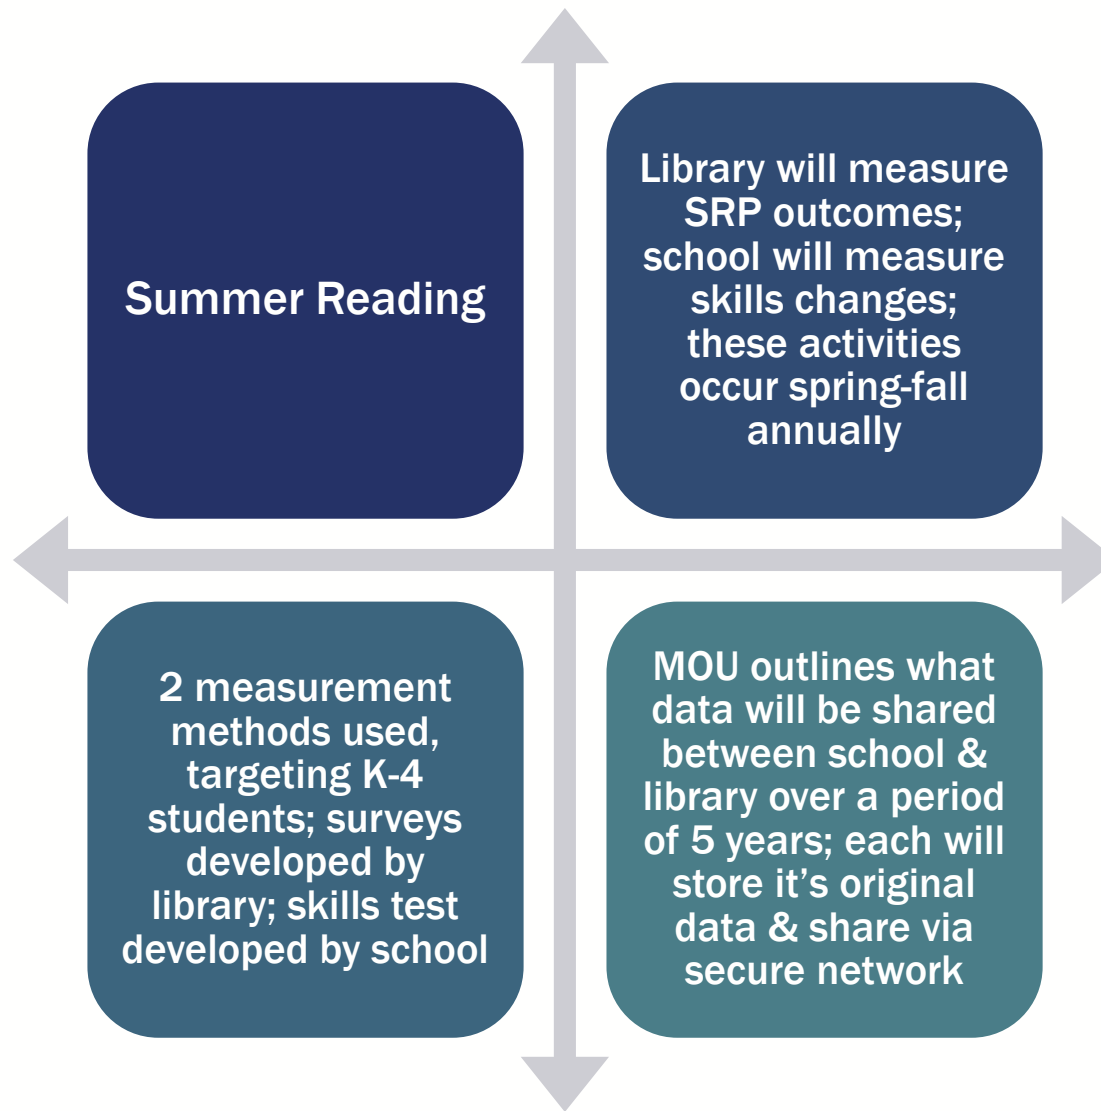 Summer Reading
Library will measure
SRP outcomes;
school will measure
skills changes;
these activities
occur spring-fall
annually
2 measurement
methods used,
targeting K-4
students; surveys
developed by
library; skills test
developed by school
MOU outlines what
data will be shared
between school &
library over a period
of 5 years; each will
store it’s original
data & share via
secure network